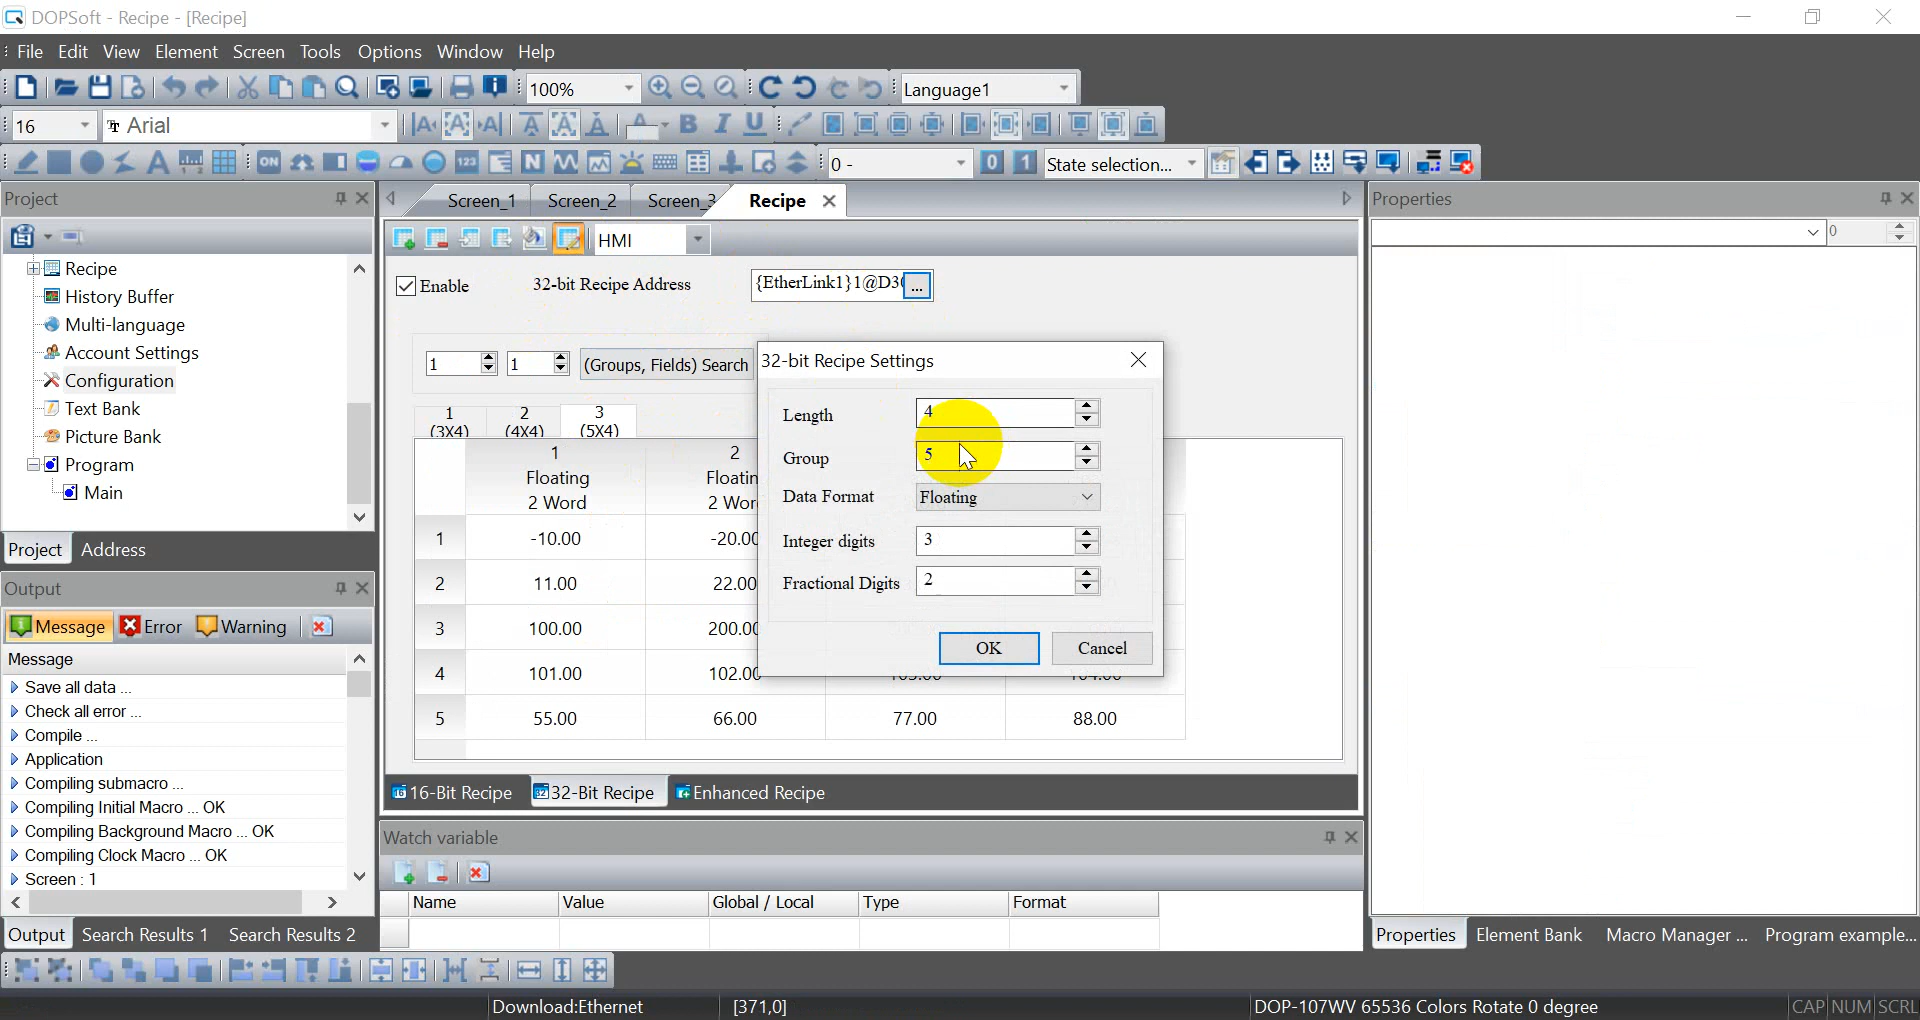 DOPSoft - Recipe - [Recipe]
File Edit View Element Screen Tools Options Window Help
100% Language1
16 Arial
0 - 0 1 State selection...
Project
Screen_1 Screen_2 Screen_3 Recipe
Properties
HMI
0
Recipe
History Buffer
Multi-language
Account Settings
Configuration
Text Bank
Picture Bank
Program
Main
Project Address
Enable 32-bit Recipe Address {EtherLink1}1@D3 ...
1 1 (Groups, Fields) Search
1 (3X4) 2 (4X4) 3 (5X4)
1 Floating 2 Word
2
1 -10.00 -20.00
2 11.00 22.00
3 100.00 200.00
4 101.00 102.00
5 55.00 66.00 77.00 88.00
32-bit Recipe Settings
Length 4
Group 5
Data Format Floating
Integer digits 3
Fractional Digits 2
OK Cancel
16-Bit Recipe 32-Bit Recipe Enhanced Recipe
Output
Message Error Warning
Message
Save all data ...
Check all error ...
Compile ...
Application
Compiling submacro ...
Compiling Initial Macro ... OK
Compiling Background Macro ... OK
Compiling Clock Macro ... OK
Screen : 1
Output Search Results 1 Search Results 2
Watch variable
Name Value Global / Local Type Format
Properties Element Bank Macro Manager ... Program example...
Download:Ethernet [371,0] DOP-107WV 65536 Colors Rotate 0 degree CAP NUM SCRL